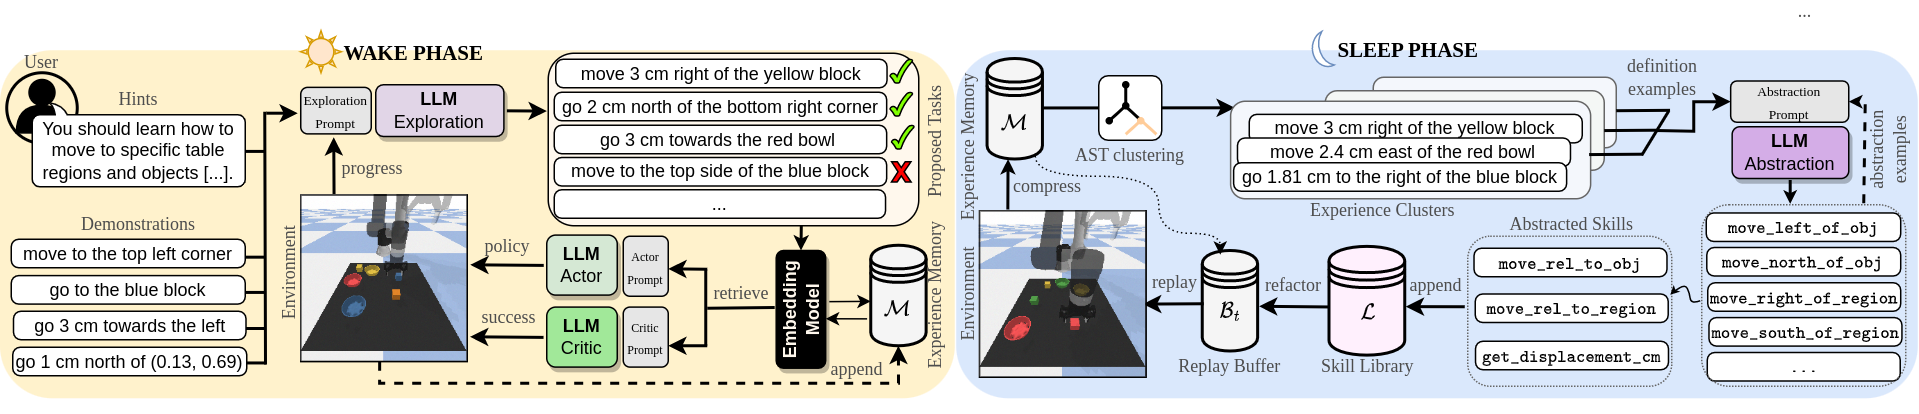 ...
WAKE PHASE
User
Hints
You should learn how to
move to specific table
regions and objects [...].
Demonstrations
move to the top left corner
go to the blue block
go 3 cm towards the left
go 1 cm north of (0.13, 0.69)
Exploration
Prompt
LLM
Exploration
progress
Environment
move 3 cm right of the yellow block
go 2 cm north of the bottom right corner
go 3 cm towards the red bowl
move to the top side of the blue block
X
...
Proposed Tasks
policy
LLM
Actor
Actor
Prompt
success
LLM
Critic
Critic
Prompt
retrieve
Embedding
Model
M
Experience Memory
append
SLEEP PHASE
Experience Memory
M
compress
Environment
AST clustering
move 3 cm right of the yellow block
move 2.4 cm east of the red bowl
go 1.81 cm to the right of the blue block
Experience Clusters
definition
examples
Abstraction
Prompt
LLM
Abstraction
abstraction
examples
move_left_of_obj
move_north_of_obj
move_right_of_region
move_south_of_region
...
Abstracted Skills
move_rel_to_obj
move_rel_to_region
get_displacement_cm
append
L
Skill Library
refactor
Bt
Replay Buffer
replay